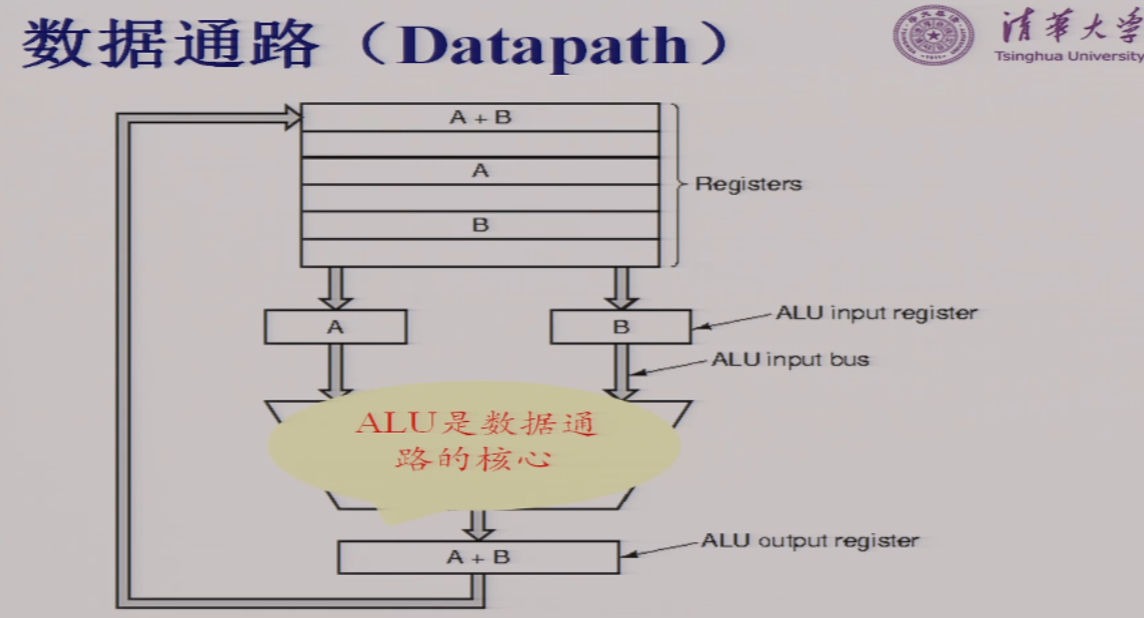 数据通路（Datapath）
清华大学
Tsinghua University
A + B
A
B
Registers
A
B
ALU input register
ALU input bus
ALU是数据通
路的核心
A + B
ALU output register